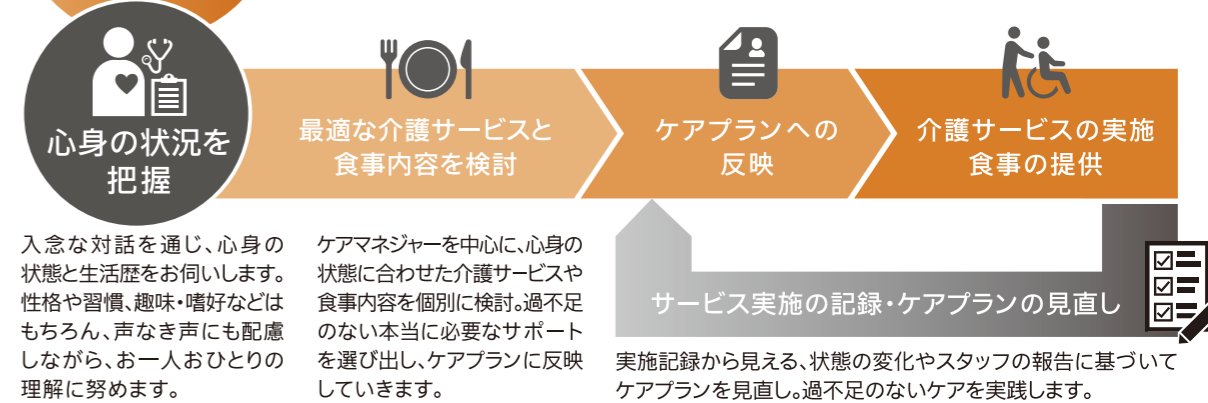 心身の状況を
把握
最適な介護サービスと
食事内容を検討
ケアプランへの
反映
介護サービスの実施
食事の提供
入念な対話を通じ、心身の
状態と生活歴をお伺いします。
性格や習慣、趣味・嗜好などは
もちろん、声なき声にも配慮
しながら、お一人おひとりの
理解に努めます。
ケアマネジャーを中心に、心身の
状態に合わせた介護サービスや
食事内容を個別に検討。過不足
のない本当に必要なサポート
を選び出し、ケアプランに反映
していきます。
サービス実施の記録・ケアプランの見直し
実施記録から見える、状態の変化やスタッフの報告に基づいて
ケアプランを見直し。過不足のないケアを実践します。